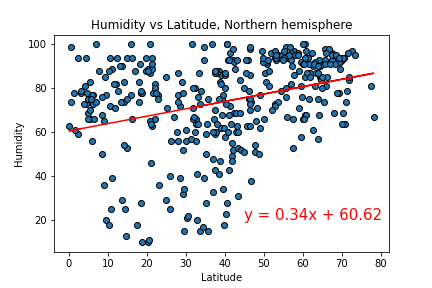 Humidity vs Latitude, Northern hemisphere
100
80
60
40
20
Humidity
y = 0.34x + 60.62
0 10 20 30 40 50 60 70 80
Latitude